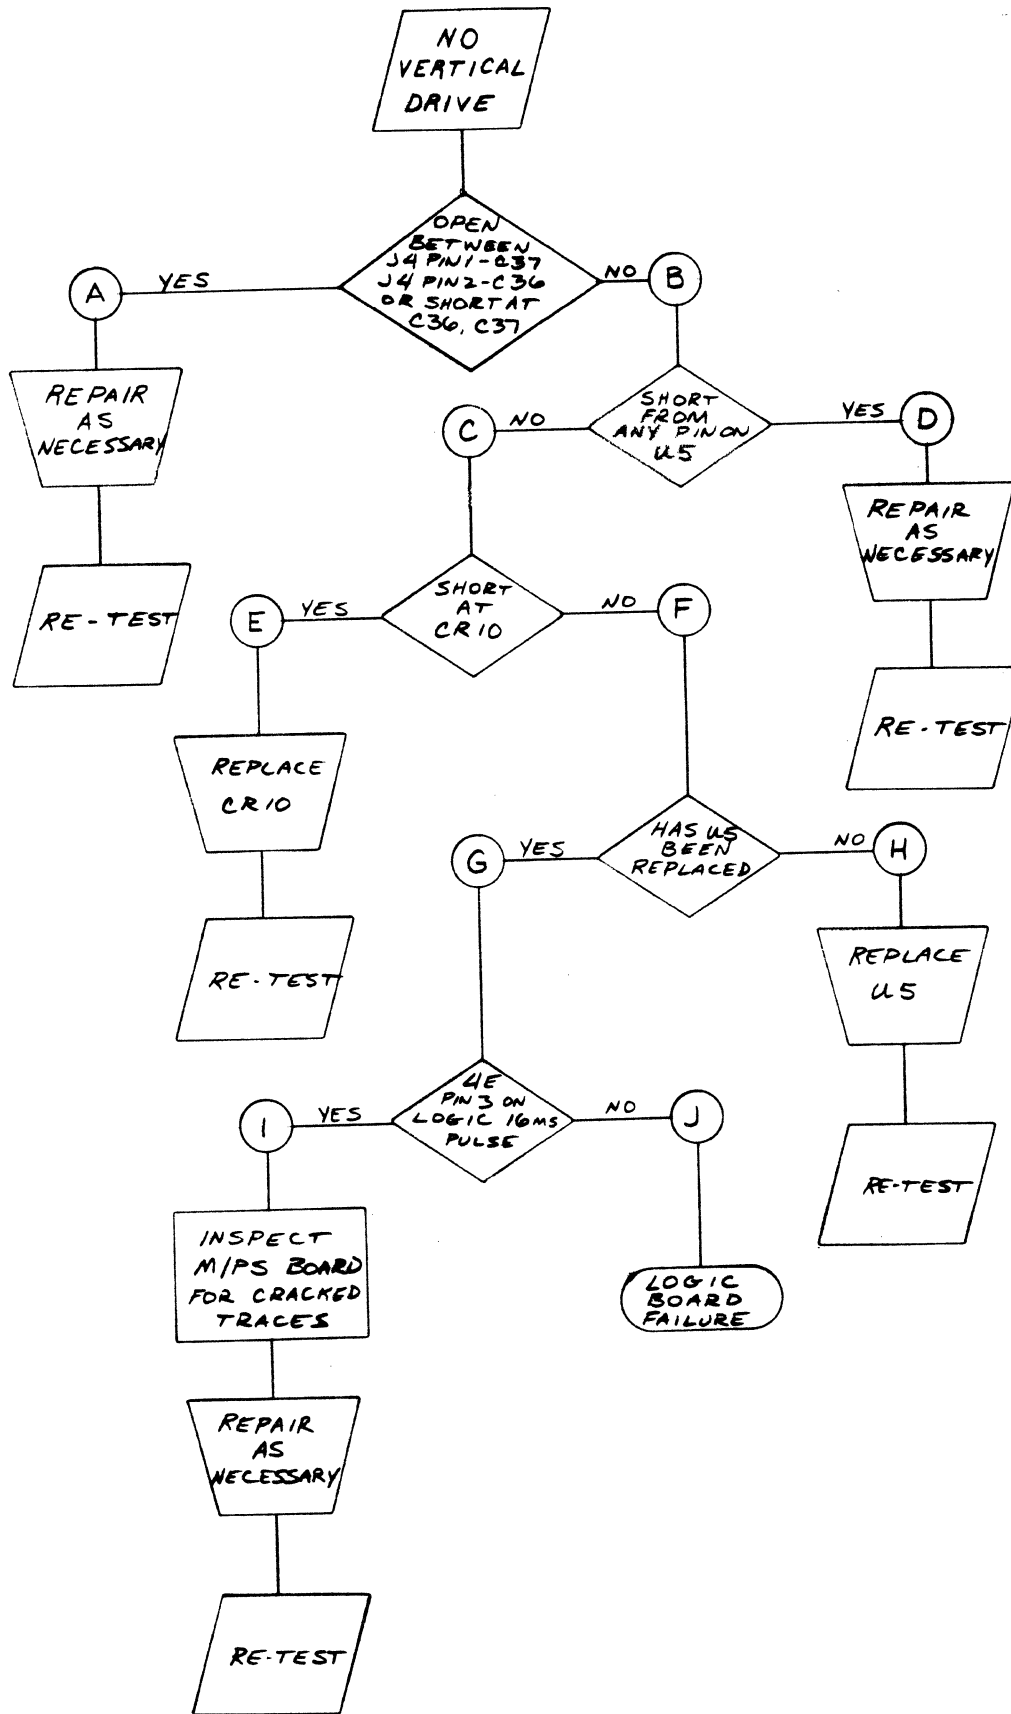 NO
VERTICAL
DRIVE
OPEN
BETWEEN
J4 PIN1-C37
J4 PIN2-C36
OR SHORT AT
C36, C37
YES
NO
A
B
REPAIR
AS
NECESSARY
RE-TEST
SHORT
FROM
ANY PIN ON
U5
NO
YES
C
D
REPAIR
AS
NECESSARY
RE-TEST
SHORT
AT
CR10
YES
NO
E
F
REPLACE
CR10
RE-TEST
HAS U5
BEEN
REPLACED
YES
NO
G
H
REPLACE
U5
RE-TEST
4E
PIN 3 ON
LOGIC 16MS
PULSE
YES
NO
I
J
INSPECT
M/PS BOARD
FOR CRACKED
TRACES
LOGIC
BOARD
FAILURE
REPAIR
AS
NECESSARY
RE-TEST